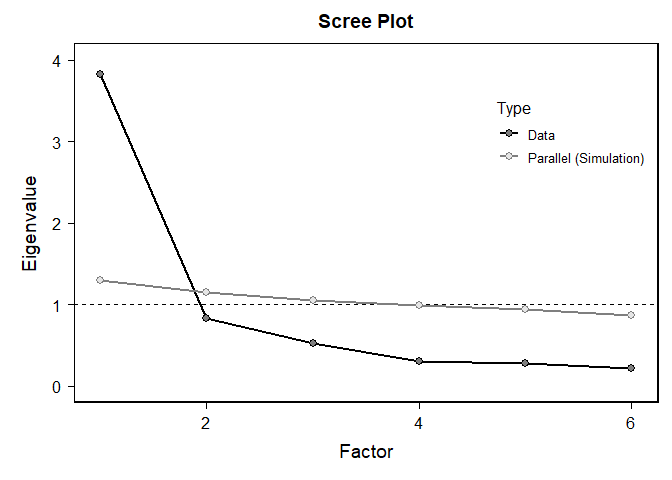 Scree Plot
4
3
2
1
0
Eigenvalue
Type
Data
Parallel (Simulation)
2
4
6
Factor